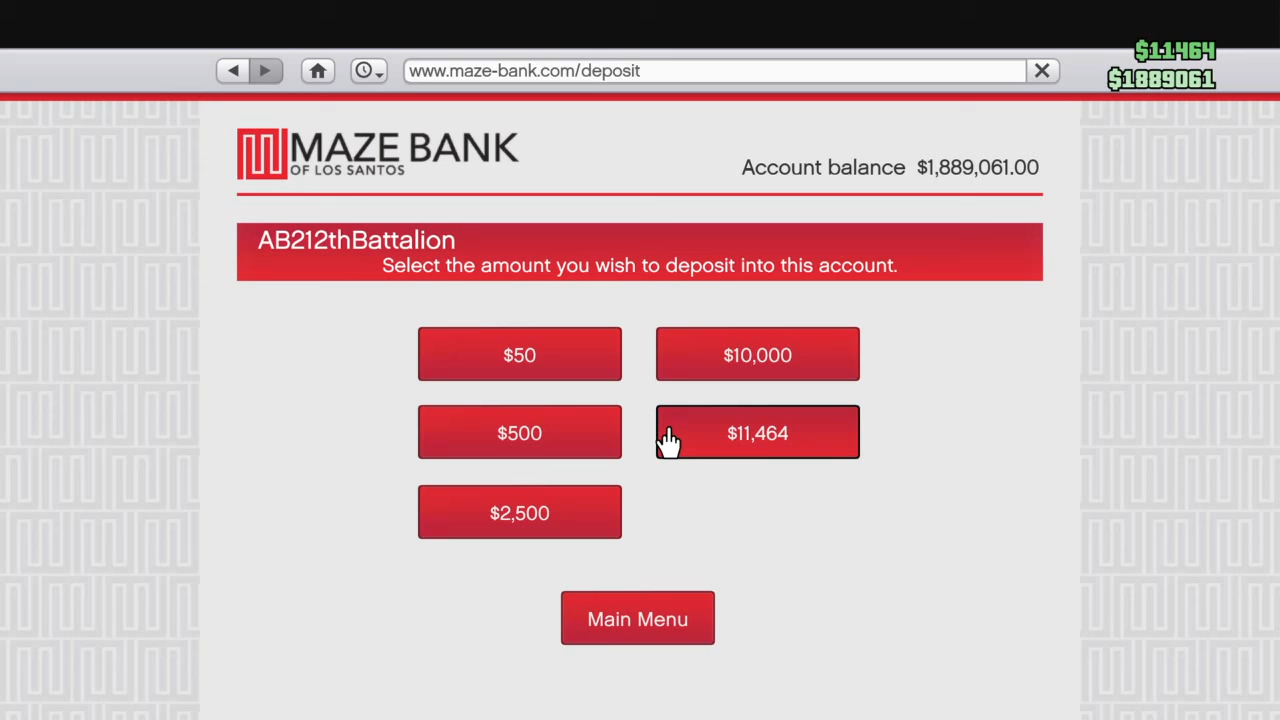 $11464
www.maze-bank.com/deposit
$1889061
MAZE BANK
OF LOS SANTOS
Account balance $1,889,061.00
AB212thBattalion
Select the amount you wish to deposit into this account.
$50
$10,000
$500
$11,464
$2,500
Main Menu